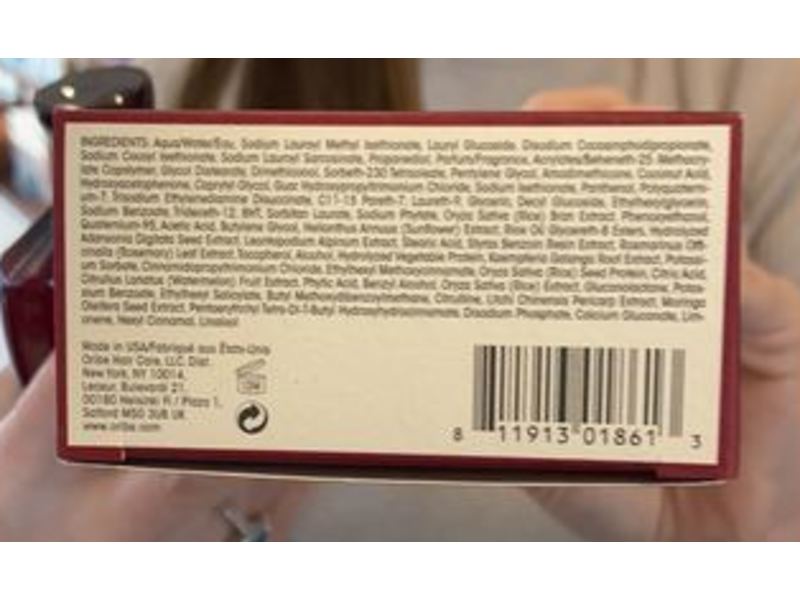 INGREDIENTS: Aqua/Water/Eau, Sodium Lauroyl Methyl Isethionate, Lauryl Glucoside, Disodium Cocoamphodipropionate,
Sodium Cocoyl Isethionate, Sodium Lauroyl Sarcosinate, Propanediol, Parfum/Fragrance, Acrylates/Beheneth-25 Methacry-
late Copolymer, Glycol Distearate, Dimethiconol, Sorbeth-230 Tetraoleate, Pentylene Glycol, Amodimethicone, Coconut Acid,
Hydroxyacetophenone, Caprylyl Glycol, Guar Hydroxypropyltrimonium Chloride, Sodium Isethionate, Panthenol, Polyquaterni-
um-7, Trisodium Ethylenediamine Disuccinate, C11-15 Pareth-7, Laureth-9, Glycerin, Decyl Glucoside, Ethylhexylglycerin
Sodium Benzoate, Trideceth-12, BHT, Sorbitan Laurate, Sodium Phytate, Oryza Sativa (Rice) Bran Extract, Phenoxyethanol,
Quaternium-95, Acetic Acid, Butylene Glycol, Helianthus Annuus (Sunflower) Extract, Rice Oil Glycereth-8 Esters, Hydrolyzed
Adansonia Digitata Seed Extract, Leontopodium Alpinum Extract, Stearic Acid, Styrax Benzoin Resin Extract, Rosmarinus Offi-
cinalis (Rosemary) Leaf Extract, Tocopherol, Alcohol, Hydrolyzed Vegetable Protein, Kaempferia Galanga Root Extract, Potassi-
um Sorbate, Cinnamidopropyltrimonium Chloride, Ethylhexyl Methoxycinnamate, Oryza Sativa (Rice) Seed Protein, Citric Acid,
Citrullus Lanatus (Watermelon) Fruit Extract, Phytic Acid, Benzyl Alcohol, Oryza Sativa (Rice) Extract, Gluconolactone, Potas-
sium Benzoate, Ethylhexyl Salicylate, Butyl Methoxydibenzoylmethane, Citrulline, Litchi Chinensis Pericarp Extract, Moringa
Oleifera Seed Extract, Pentaerythrityl Tetra-Di-T-Butyl Hydroxyhydrocinnamate, Disodium Phosphate, Calcium Gluconate, Lim-
onene, Hexyl Cinnamal, Linalool
Made in USA/Fabriqué aux États-Unis
Oribe Hair Care, LLC, Dist.
New York, NY 10014
Leaseur, Bulevardi 21,
00180 Helsinki FI / Plaza 1,
Salford M50 3UB UK
www.oribe.com
12M
8 11913 01861 3